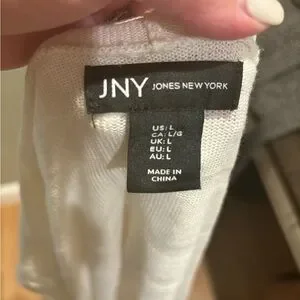 JNY JONES NEW YORK
US: L
CA: L/G
UK: L
EU: L
AU: L
MADE IN
CHINA